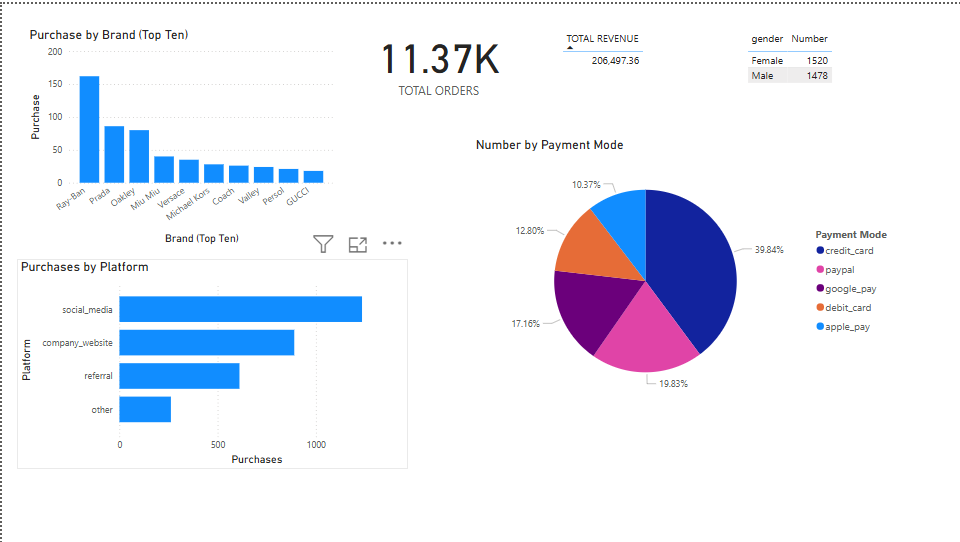 Purchase by Brand (Top Ten)
200
150
100
50
0
Purchase
Ray-Ban
Prada
Oakley
Miu Miu
Versace
Michael Kors
Coach
Valley
Persol
GUCCI
Brand (Top Ten)
11.37K
TOTAL ORDERS
TOTAL REVENUE
206,497.36
gender Number
Female 1520
Male 1478
Number by Payment Mode
10.37%
12.80%
39.84%
17.16%
19.83%
Payment Mode
credit_card
paypal
google_pay
debit_card
apple_pay
Purchases by Platform
Platform
social_media
company_website
referral
other
0 500 1000
Purchases